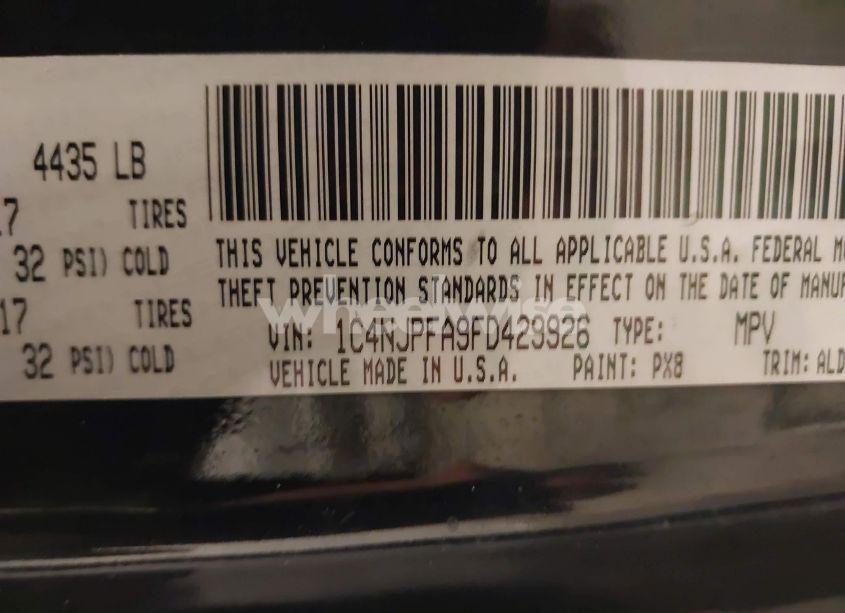 4435 LB
17 TIRES
32 PSI) COLD
17 TIRES
32 PSI) COLD
THIS VEHICLE CONFORMS TO ALL APPLICABLE U.S.A. FEDERAL
THEFT PREVENTION STANDARDS IN EFFECT ON THE DATE OF
VIN: 1C4NJPFA9FD429926 TYPE: MPV
VEHICLE MADE IN U.S.A. PAINT: PX8 TRIM: ALD
wheelwise